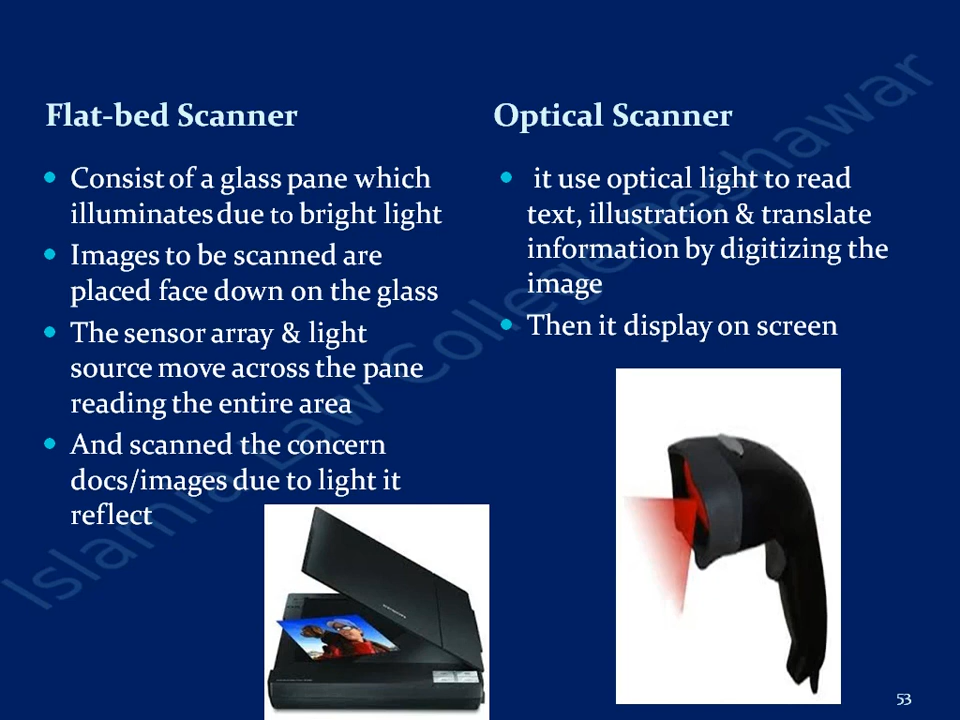 Flat-bed Scanner
Consist of a glass pane which
illuminates due to bright light
Images to be scanned are
placed face down on the glass
The sensor array & light
source move across the pane
reading the entire area
And scanned the concern
docs/images due to light it
reflect
Optical Scanner
it use optical light to read
text, illustration & translate
information by digitizing the
image
Then it display on screen
Islamic Law College Peshawar
53